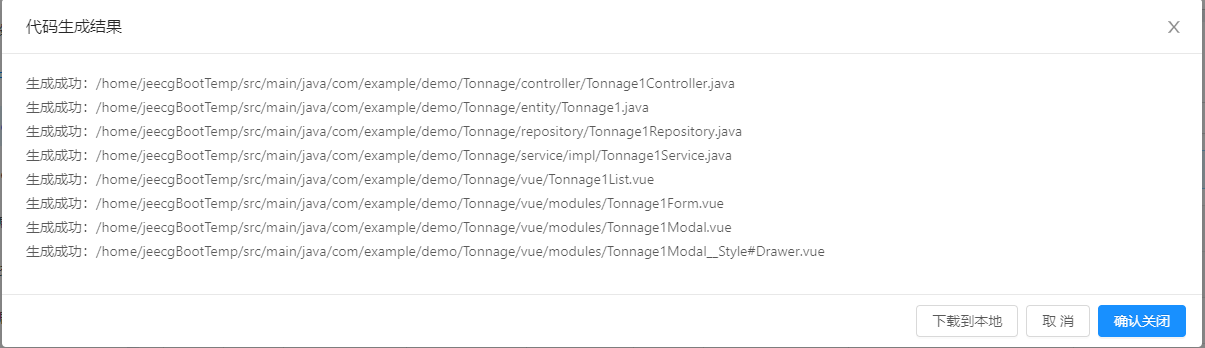 代码生成结果
生成成功：/home/jeecgBootTemp/src/main/java/com/example/demo/Tonnage/controller/Tonnage1Controller.java
生成成功：/home/jeecgBootTemp/src/main/java/com/example/demo/Tonnage/entity/Tonnage1.java
生成成功：/home/jeecgBootTemp/src/main/java/com/example/demo/Tonnage/repository/Tonnage1Repository.java
生成成功：/home/jeecgBootTemp/src/main/java/com/example/demo/Tonnage/service/impl/Tonnage1Service.java
生成成功：/home/jeecgBootTemp/src/main/java/com/example/demo/Tonnage/vue/Tonnage1List.vue
生成成功：/home/jeecgBootTemp/src/main/java/com/example/demo/Tonnage/vue/modules/Tonnage1Form.vue
生成成功：/home/jeecgBootTemp/src/main/java/com/example/demo/Tonnage/vue/modules/Tonnage1Modal.vue
生成成功：/home/jeecgBootTemp/src/main/java/com/example/demo/Tonnage/vue/modules/Tonnage1Modal__Style#Drawer.vue
下载到本地 取 消 确认关闭